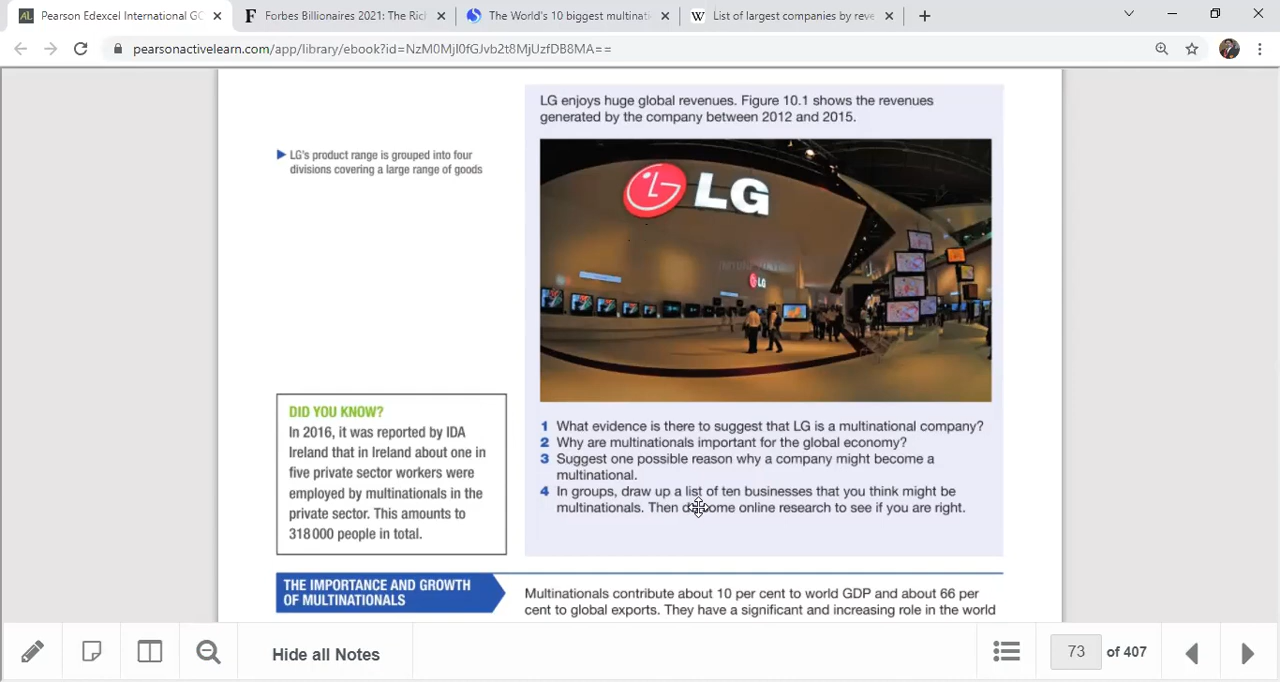 Pearson Edexcel International GC
Forbes Billionaires 2021: The Ric
The World's 10 biggest multinati
List of largest companies by reve
pearsonactivelearn.com/app/library/ebook?id=NzM0MjI0fGJvb2t8MjUzfDB8MA==
LG enjoys huge global revenues. Figure 10.1 shows the revenues
generated by the company between 2012 and 2015.
LG's product range is grouped into four
divisions covering a large range of goods
LG
LG
DID YOU KNOW?
In 2016, it was reported by IDA
Ireland that in Ireland about one in
five private sector workers were
employed by multinationals in the
private sector. This amounts to
318 000 people in total.
1 What evidence is there to suggest that LG is a multinational company?
2 Why are multinationals important for the global economy?
3 Suggest one possible reason why a company might become a
multinational.
4 In groups, draw up a list of ten businesses that you think might be
multinationals. Then do some online research to see if you are right.
THE IMPORTANCE AND GROWTH
OF MULTINATIONALS
Multinationals contribute about 10 per cent to world GDP and about 66 per
cent to global exports. They have a significant and increasing role in the world
Hide all Notes
73 of 407